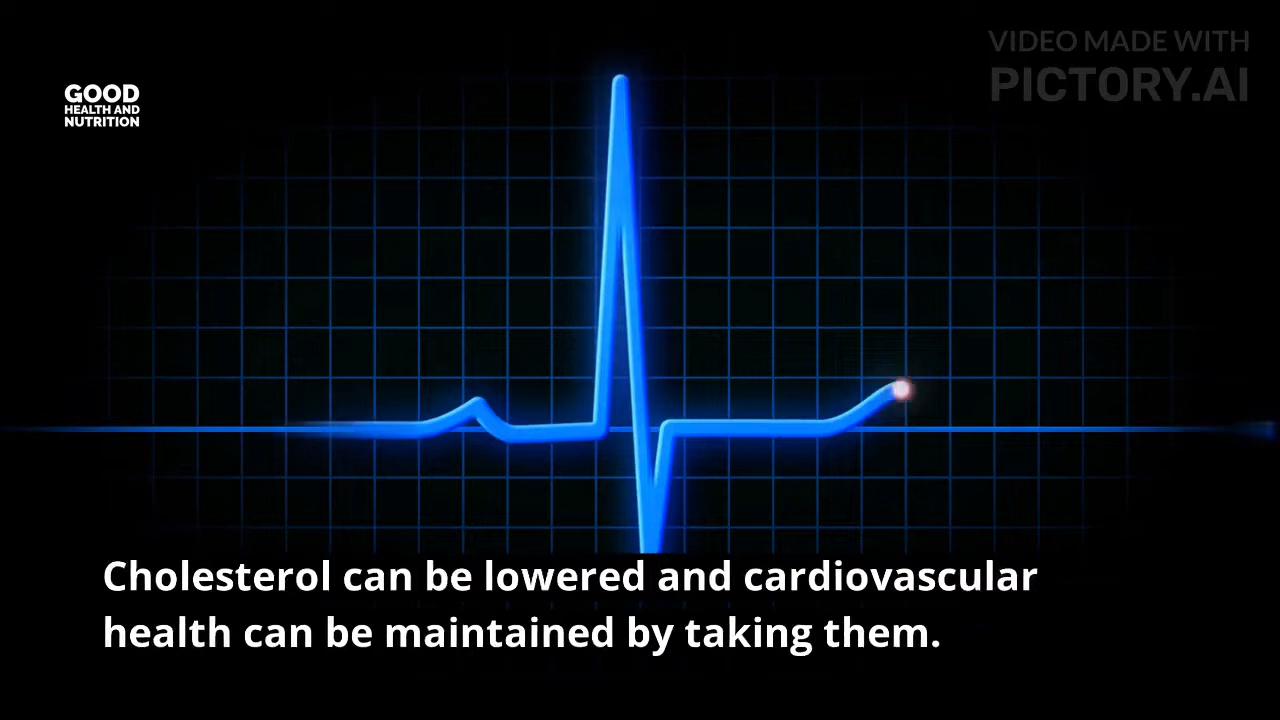 VIDEO MADE WITH
PICTORY.AI
GOOD
HEALTH AND
NUTRITION
Cholesterol can be lowered and cardiovascular
health can be maintained by taking them.